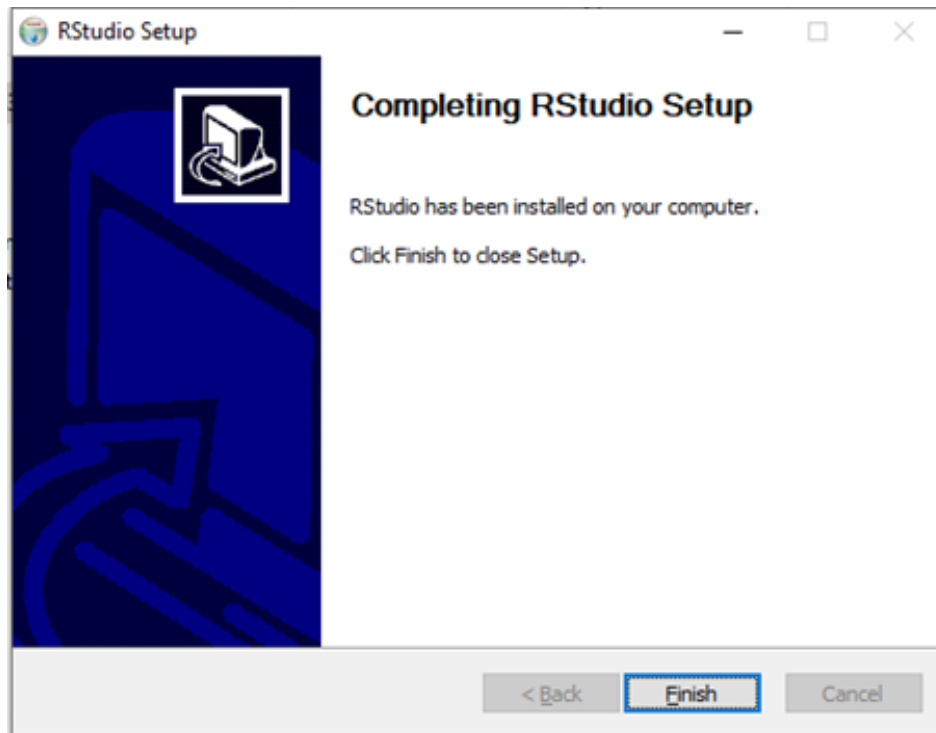 RStudio Setup
Completing RStudio Setup
RStudio has been installed on your computer.
Click Finish to close Setup.
< Back
Finish
Cancel